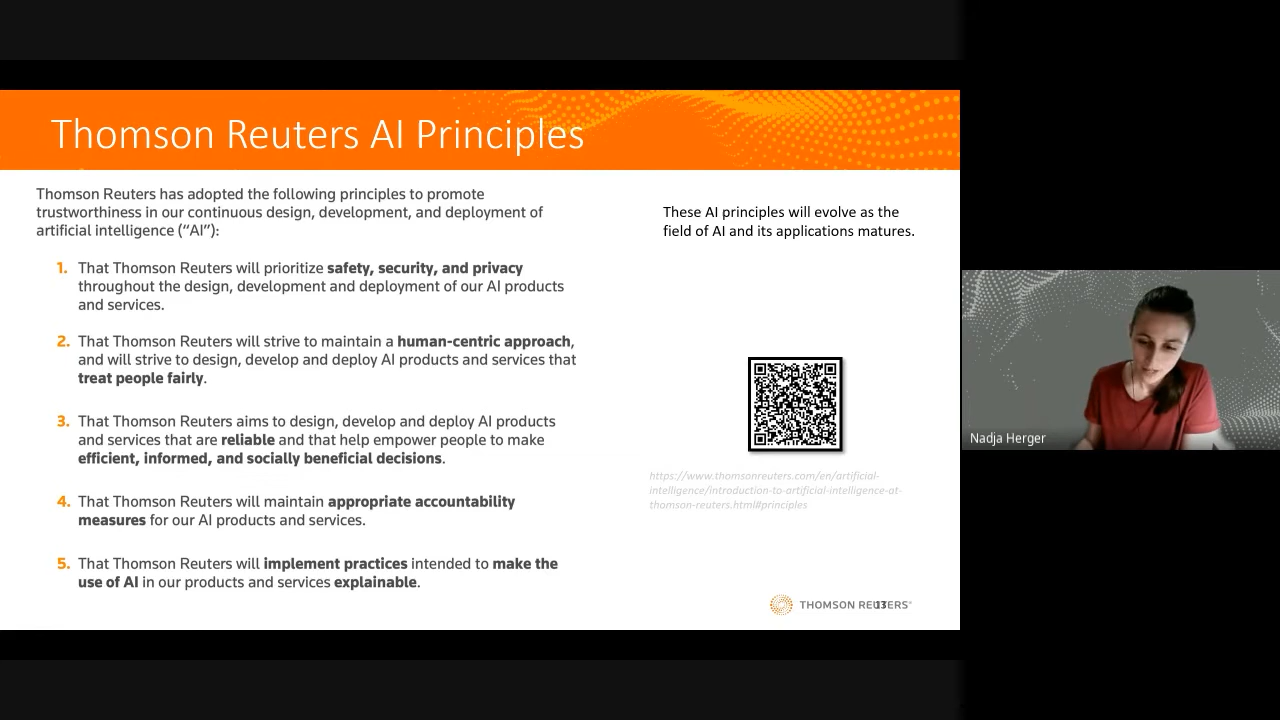 Thomson Reuters AI Principles
Thomson Reuters has adopted the following principles to promote
trustworthiness in our continuous design, development, and deployment of
artificial intelligence (“AI”):
1. That Thomson Reuters will prioritize safety, security, and privacy
throughout the design, development and deployment of our AI products
and services.
2. That Thomson Reuters will strive to maintain a human-centric approach,
and will strive to design, develop and deploy AI products and services that
treat people fairly.
3. That Thomson Reuters aims to design, develop and deploy AI products
and services that are reliable and that help empower people to make
efficient, informed, and socially beneficial decisions.
4. That Thomson Reuters will maintain appropriate accountability
measures for our AI products and services.
5. That Thomson Reuters will implement practices intended to make the
use of AI in our products and services explainable.
These AI principles will evolve as the
field of AI and its applications matures.
https://www.thomsonreuters.com/en/artificial-
intelligence/introduction-to-artificial-intelligence-at-
thomson-reuters.html#principles
THOMSON REUTERS
13
Nadja Herger